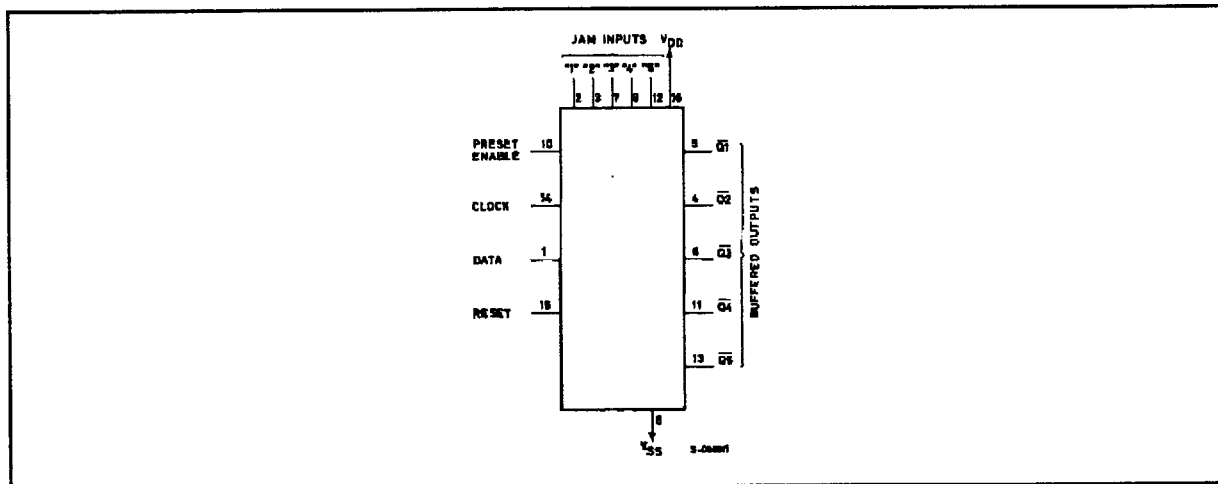 JAM INPUTS VDD
"1" "2" "3" "4" "5"
2 3 7 9 12 16
PRESET 10
ENABLE
5 Q1
CLOCK 14
4 Q2
DATA 1
6 Q3
RESET 15
11 Q4
13 Q5
BUFFERED OUTPUTS
8
VSS